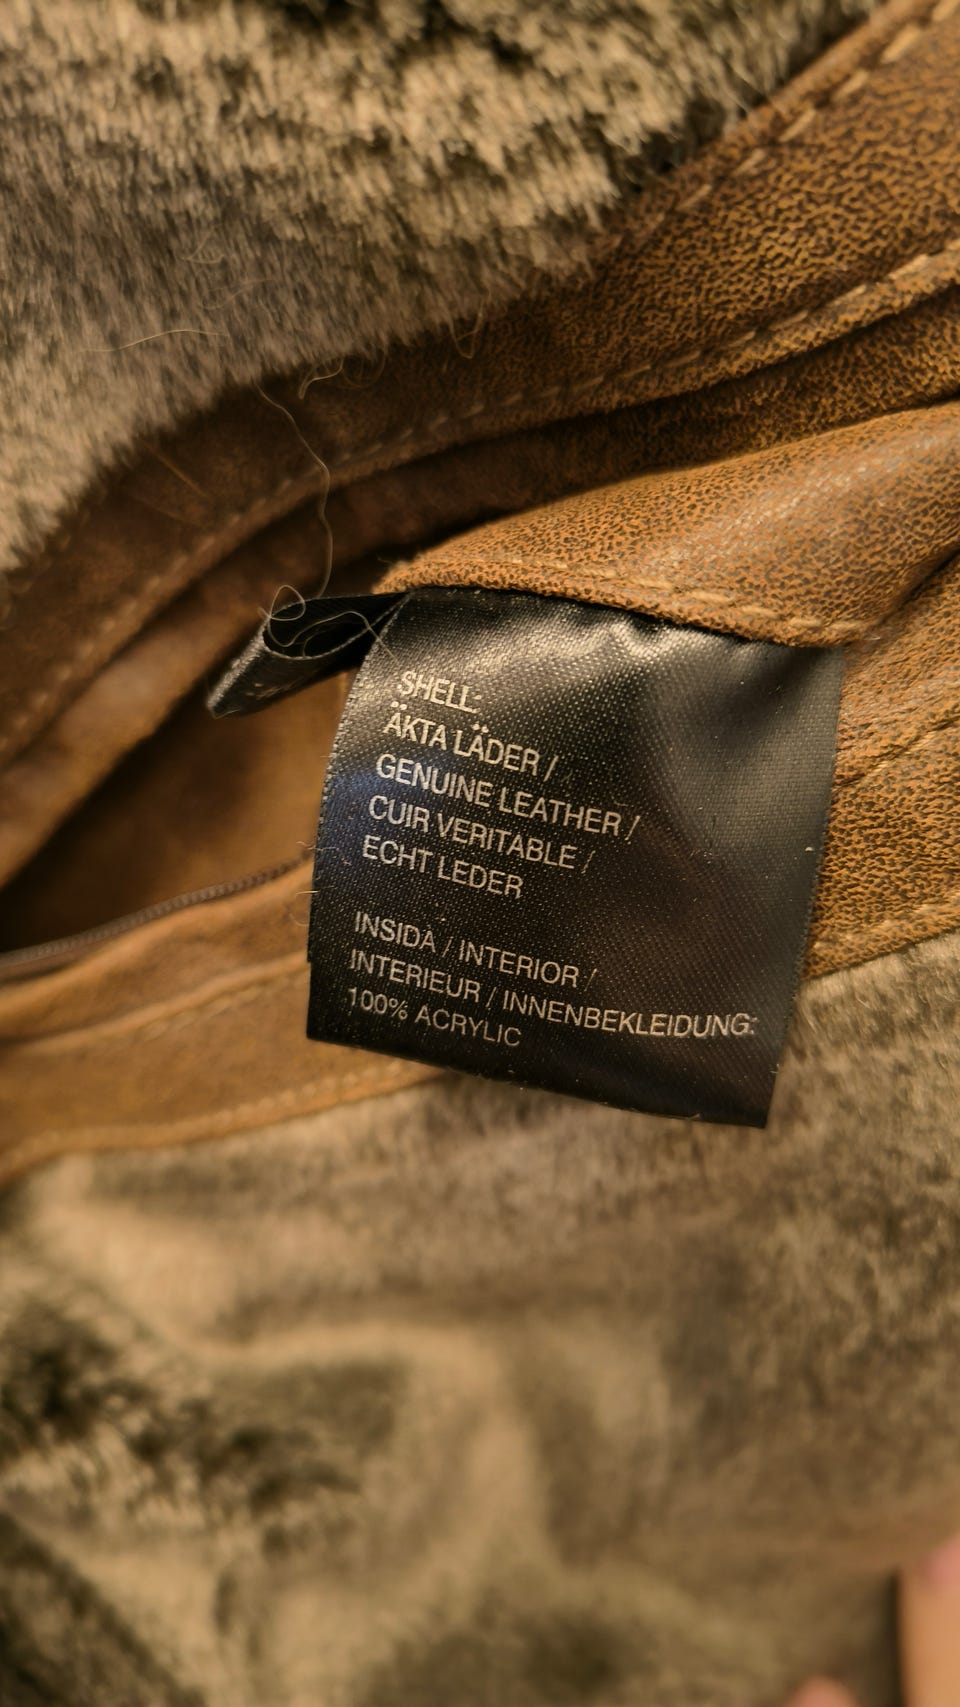 SHELL:
ÄKTA LÄDER /
GENUINE LEATHER /
CUIR VERITABLE /
ECHT LEDER
INSIDA / INTERIOR /
INTERIEUR / INNENBEKLEIDUNG:
100% ACRYLIC